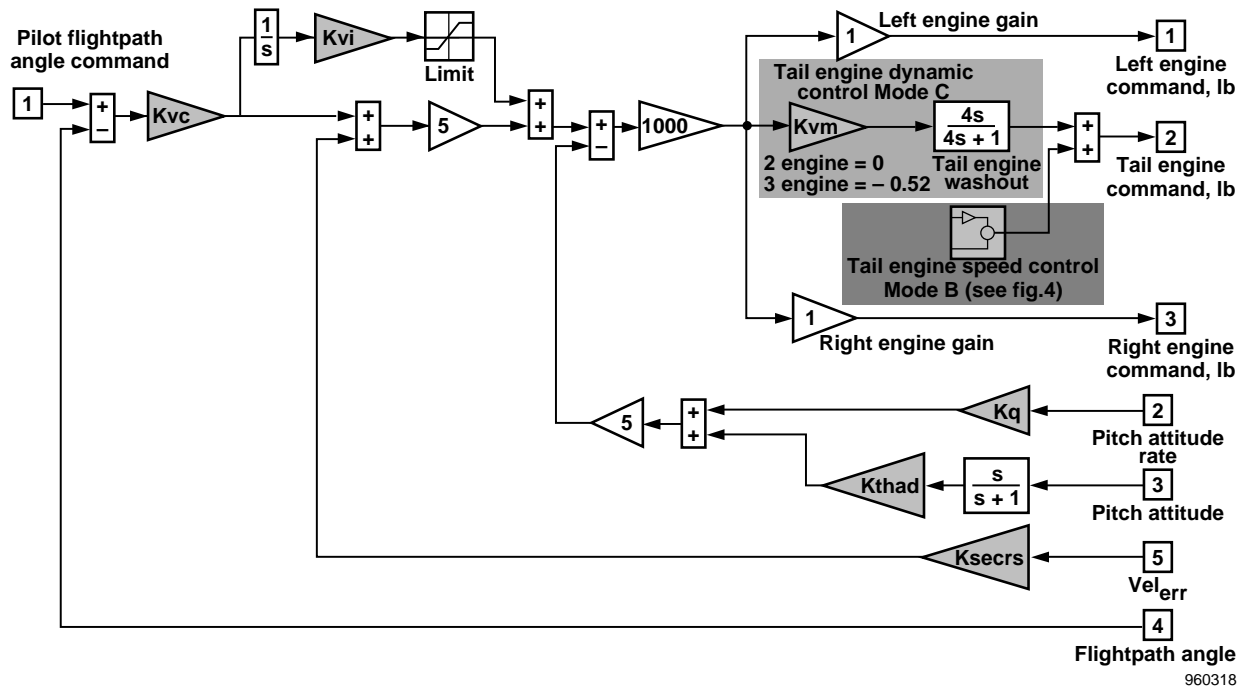 Pilot flightpath
angle command
1
+
−
Kvc
1
s
Kvi
Limit
+
+
5
+
+
+
−
1000
1
Left engine gain
1
Left engine
command, lb
Tail engine dynamic
control Mode C
Kvm
4s
4s + 1
2 engine = 0
3 engine = – 0.52
Tail engine
washout
+
+
2
Tail engine
command, lb
Tail engine speed control
Mode B (see fig.4)
1
Right engine gain
3
Right engine
command, lb
5
+
+
Kq
2
Pitch attitude
rate
Kthad
s
s + 1
3
Pitch attitude
Ksecrs
5
Velerr
4
Flightpath angle
960318